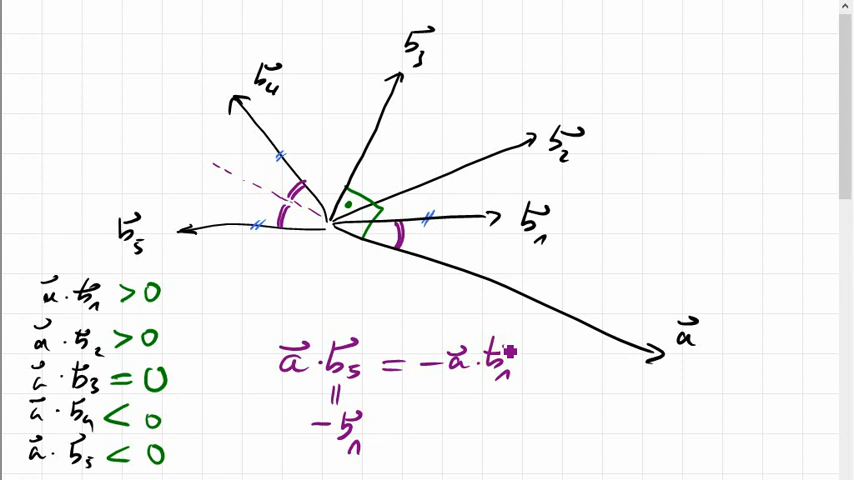 b⃗₃
b⃗₄
b⃗₂
b⃗₁
b⃗₅
a⃗
a⃗ · b⃗₁ > 0
a⃗ · b⃗₂ > 0
a⃗ · b⃗₃ = 0
a⃗ · b⃗₄ < 0
a⃗ · b⃗₅ < 0
a⃗ · b⃗₅ = -a⃗ · b⃗₁
=
-b⃗₁